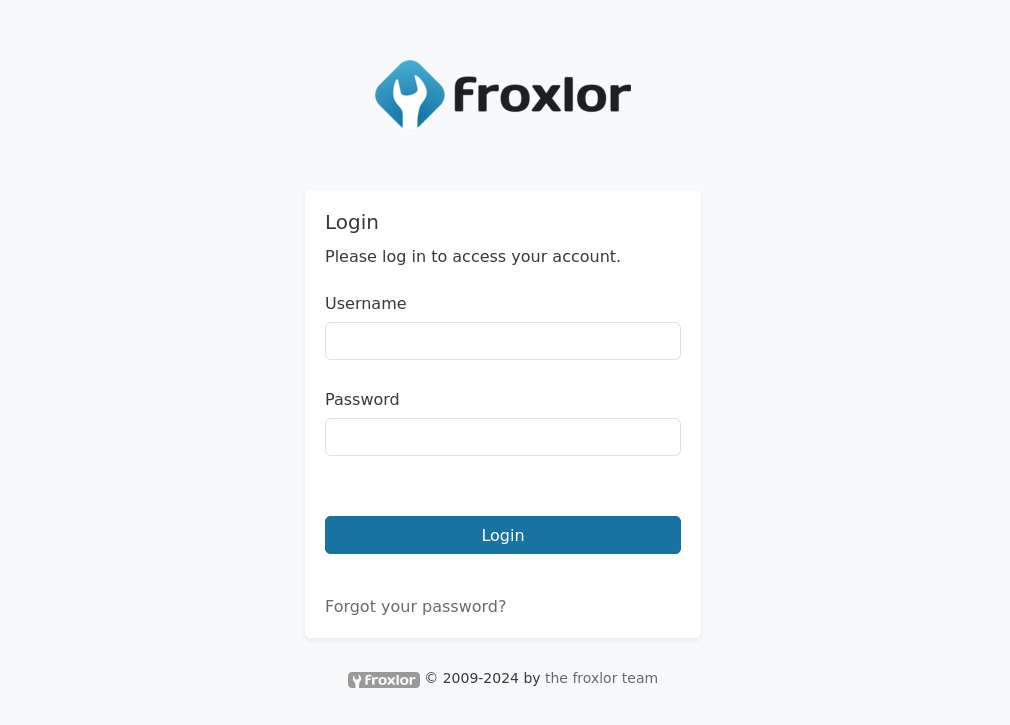 froxlor
Login
Please log in to access your account.
Username
Password
Login
Forgot your password?
froxlor © 2009-2024 by the froxlor team